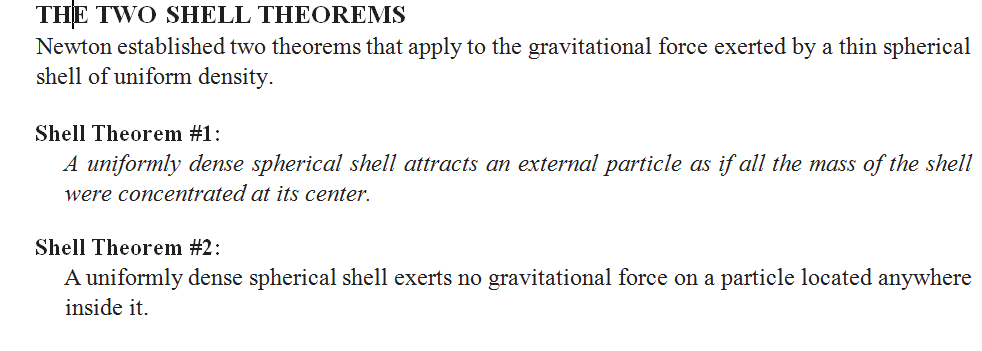 THE TWO SHELL THEOREMS
Newton established two theorems that apply to the gravitational force exerted by a thin spherical
shell of uniform density.
Shell Theorem #1:
A uniformly dense spherical shell attracts an external particle as if all the mass of the shell
were concentrated at its center.
Shell Theorem #2:
A uniformly dense spherical shell exerts no gravitational force on a particle located anywhere
inside it.